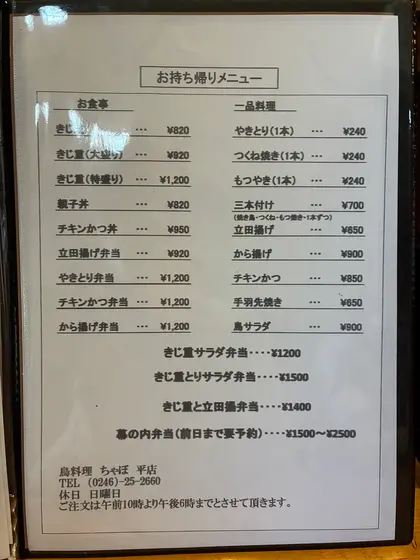 お持ち帰りメニュー
お食事
きじ重 ・・・ ¥820
きじ重(大盛り) ・・・ ¥920
きじ重(特盛り) ・・・ ¥1,200
親子丼 ・・・ ¥820
チキンかつ丼 ・・・ ¥950
立田揚げ弁当 ・・・ ¥920
やきとり弁当 ・・・ ¥1,200
チキンかつ弁当 ・・・ ¥1,200
から揚げ弁当 ・・・ ¥1,200
一品料理
やきとり(1本) ・・・ ¥240
つくね焼き(1本) ・・・ ¥240
もつやき(1本) ・・・ ¥240
三本付け ・・・ ¥700
(焼き鳥・つくね・もつ焼き・1本ずつ)
立田揚げ ・・・ ¥650
から揚げ ・・・ ¥900
チキンかつ ・・・ ¥850
手羽先焼き ・・・ ¥650
鳥サラダ ・・・ ¥900
きじ重サラダ弁当・・・・¥1200
きじ重とりサラダ弁当・・・・¥1500
きじ重と立田揚弁当・・・・¥1400
幕の内弁当(前日まで要予約)・・・・¥1500〜¥2500
鳥料理 ちゃぼ 平店
TEL (0246)-25-2660
休日 日曜日
ご注文は午前10時より午後6時までとさせて頂きます。